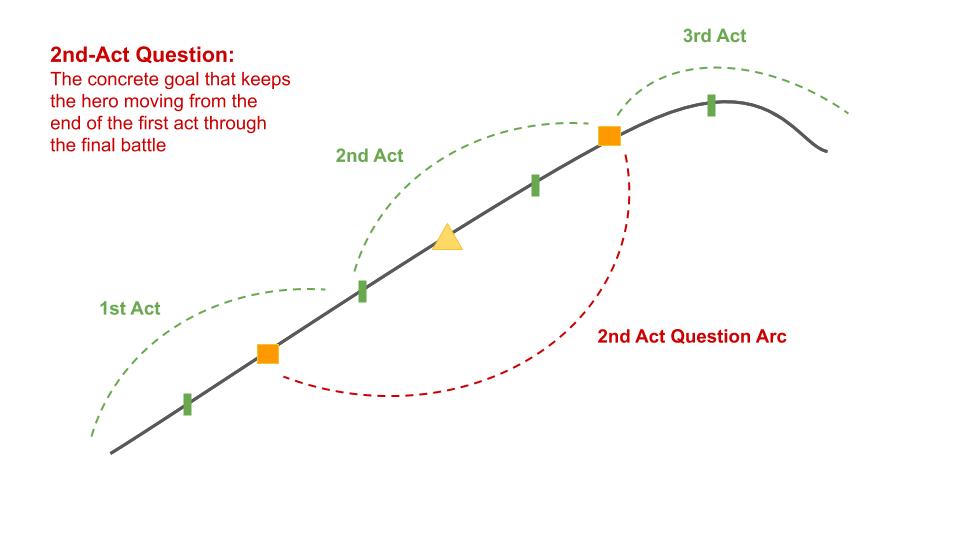 2nd-Act Question:
The concrete goal that keeps
the hero moving from the
end of the first act through
the final battle
3rd Act
2nd Act
1st Act
2nd Act Question Arc